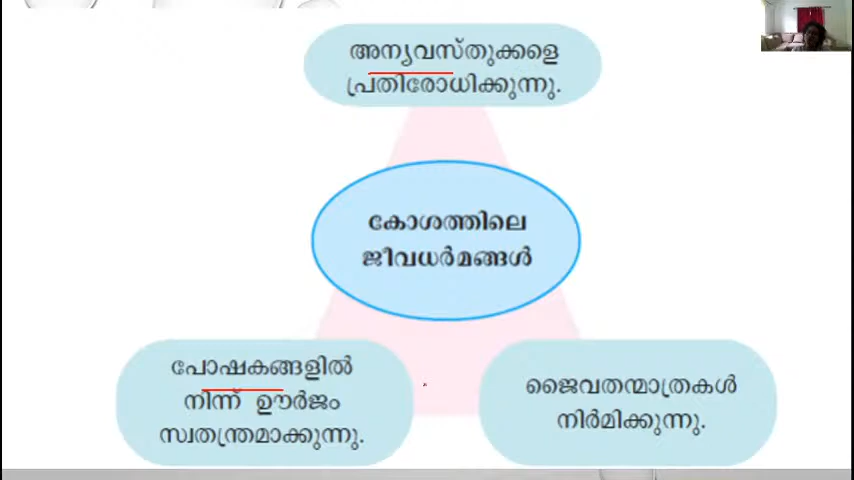 അന്യവസ്തുക്കളെ
പ്രതിരോധിക്കുന്നു.
കോശത്തിലെ
ജീവധർമങ്ങൾ
പോഷകങ്ങളിൽ
നിന്ന് ഊർജം
സ്വതന്ത്രമാക്കുന്നു.
ജൈവതന്മാത്രകൾ
നിർമിക്കുന്നു.